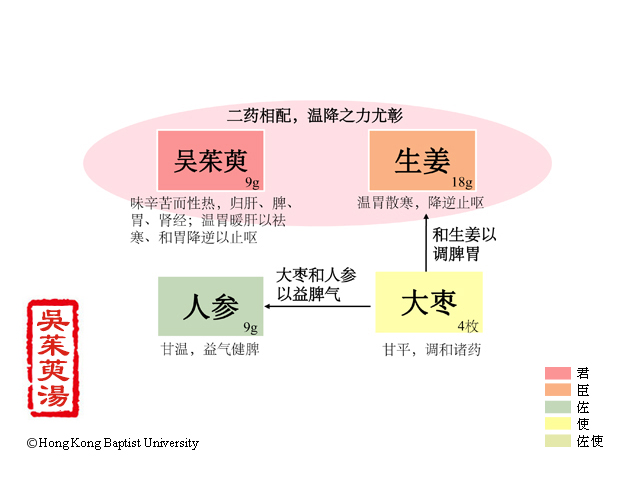 二药相配，温降之力尤彰
吴茱萸
9g
生姜
18g
味辛苦而性热，归肝、脾、
胃、肾经；温胃暖肝以祛
寒、和胃降逆以止呕
温胃散寒，降逆止呕
和生姜以
调脾胃
大枣和人参
以益脾气
人参
9g
大枣
4枚
甘温，益气健脾
甘平，调和诸药
吳茱萸湯
君
臣
佐
使
佐使
©Hong Kong Baptist University